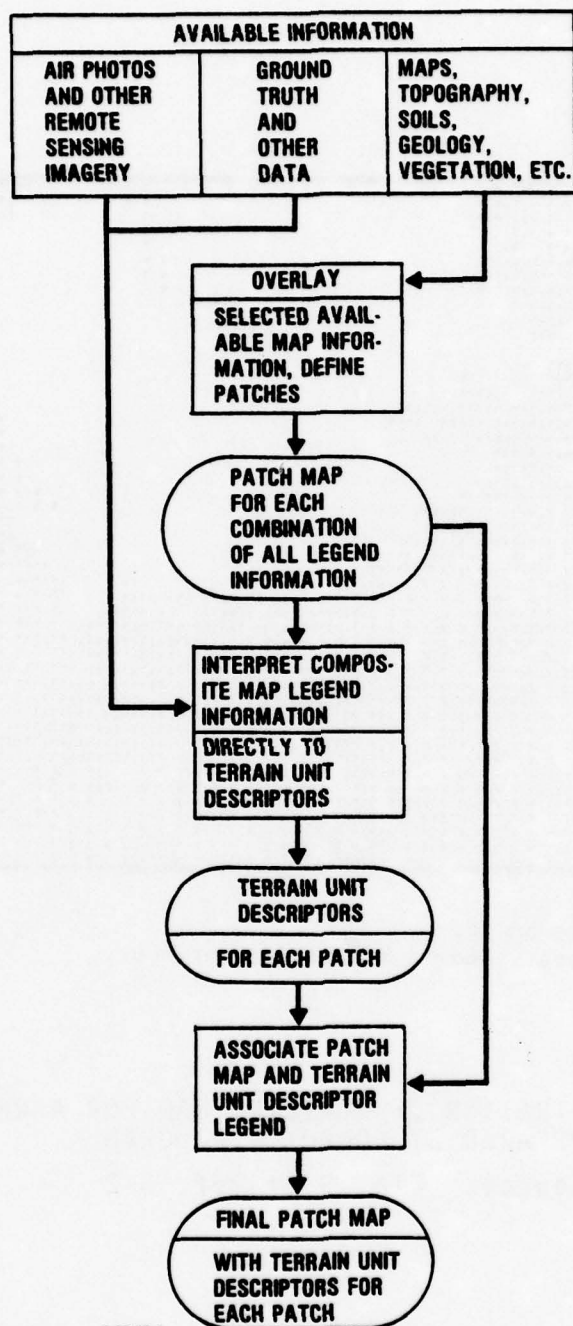 AVAILABLE INFORMATION
AIR PHOTOS
AND OTHER
REMOTE
SENSING
IMAGERY
GROUND
TRUTH
AND
OTHER
DATA
MAPS,
TOPOGRAPHY,
SOILS,
GEOLOGY,
VEGETATION, ETC.
OVERLAY
SELECTED AVAIL-
ABLE MAP INFOR-
MATION, DEFINE
PATCHES
PATCH MAP
FOR EACH
COMBINATION
OF ALL LEGEND
INFORMATION
INTERPRET COMPOS-
ITE MAP LEGEND
INFORMATION
DIRECTLY TO
TERRAIN UNIT
DESCRIPTORS
TERRAIN UNIT
DESCRIPTORS
FOR EACH PATCH
ASSOCIATE PATCH
MAP AND TERRAIN
UNIT DESCRIPTOR
LEGEND
FINAL PATCH MAP
WITH TERRAIN UNIT
DESCRIPTORS FOR
EACH PATCH